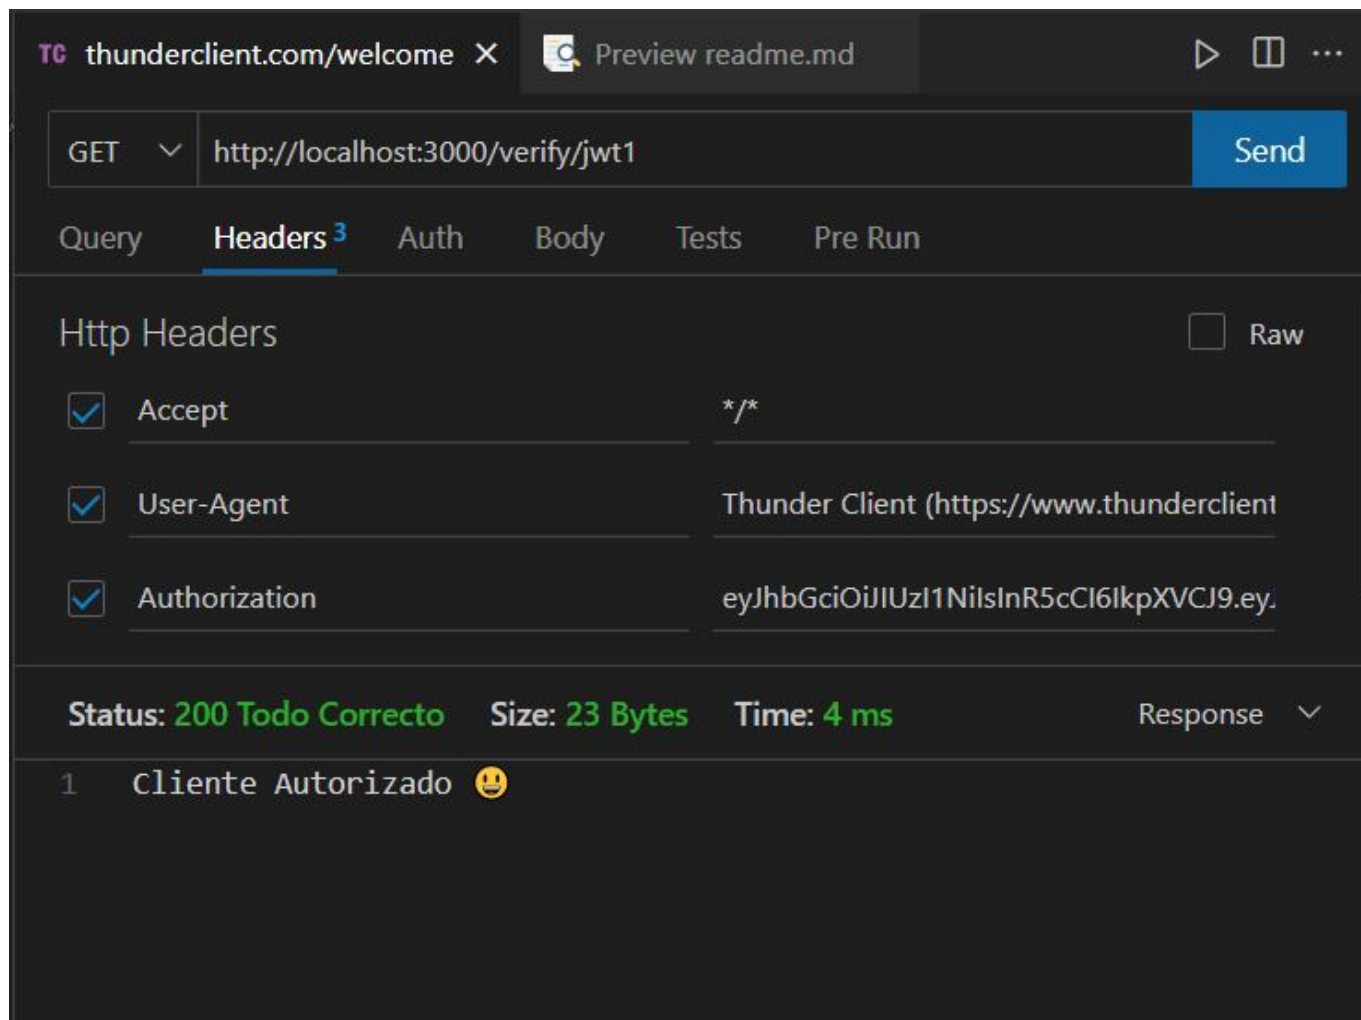 TC thunderclient.com/welcome × Preview readme.md ...
GET http://localhost:3000/verify/jwt1 Send
Query Headers 3 Auth Body Tests Pre Run
Http Headers Raw
Accept */*
User-Agent Thunder Client (https://www.thunderclient
Authorization eyJhbGciOiJIUzI1NiIsInR5cCI6IkpXVCJ9.eyJ
Status: 200 Todo Correcto Size: 23 Bytes Time: 4 ms Response
1 Cliente Autorizado 😃